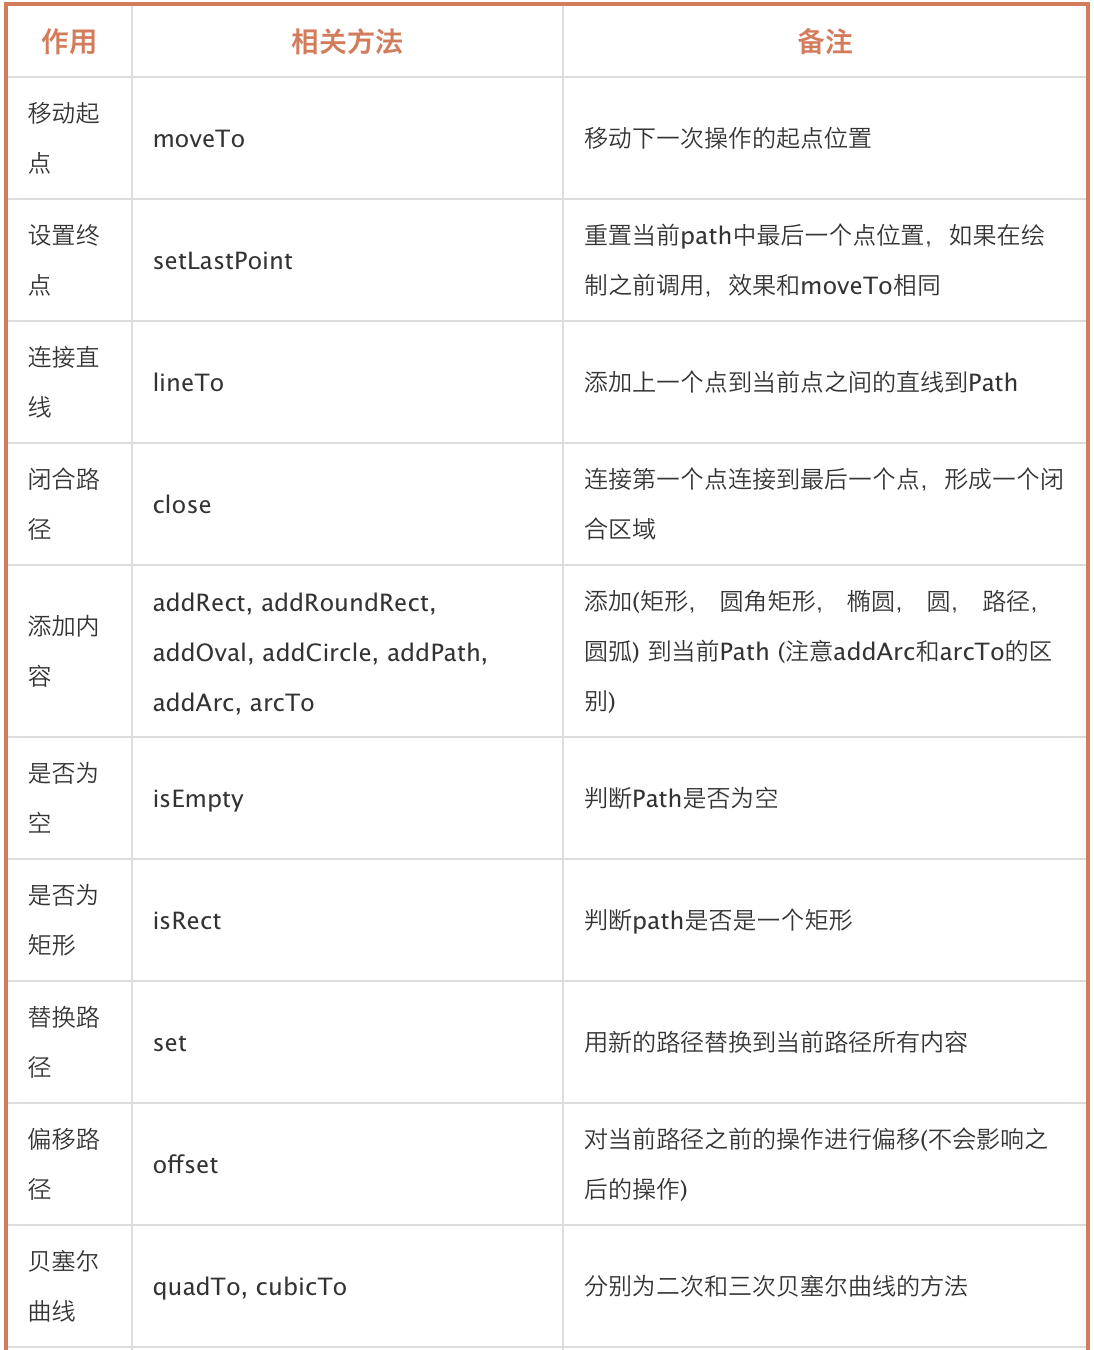 作用 相关方法 备注
移动起
点
moveTo
移动下一次操作的起点位置
设置终
点
setLastPoint
重置当前path中最后一个点位置，如果在绘
制之前调用，效果和moveTo相同
连接直
线
lineTo
添加上一个点到当前点之间的直线到Path
闭合路
径
close
连接第一个点连接到最后一个点，形成一个闭
合区域
添加内
容
addRect, addRoundRect,
addOval, addCircle, addPath,
addArc, arcTo
添加(矩形， 圆角矩形， 椭圆， 圆， 路径，
圆弧) 到当前Path (注意addArc和arcTo的区
别)
是否为
空
isEmpty
判断Path是否为空
是否为
矩形
isRect
判断path是否是一个矩形
替换路
径
set
用新的路径替换到当前路径所有内容
偏移路
径
offset
对当前路径之前的操作进行偏移(不会影响之
后的操作)
贝塞尔
曲线
quadTo, cubicTo
分别为二次和三次贝塞尔曲线的方法